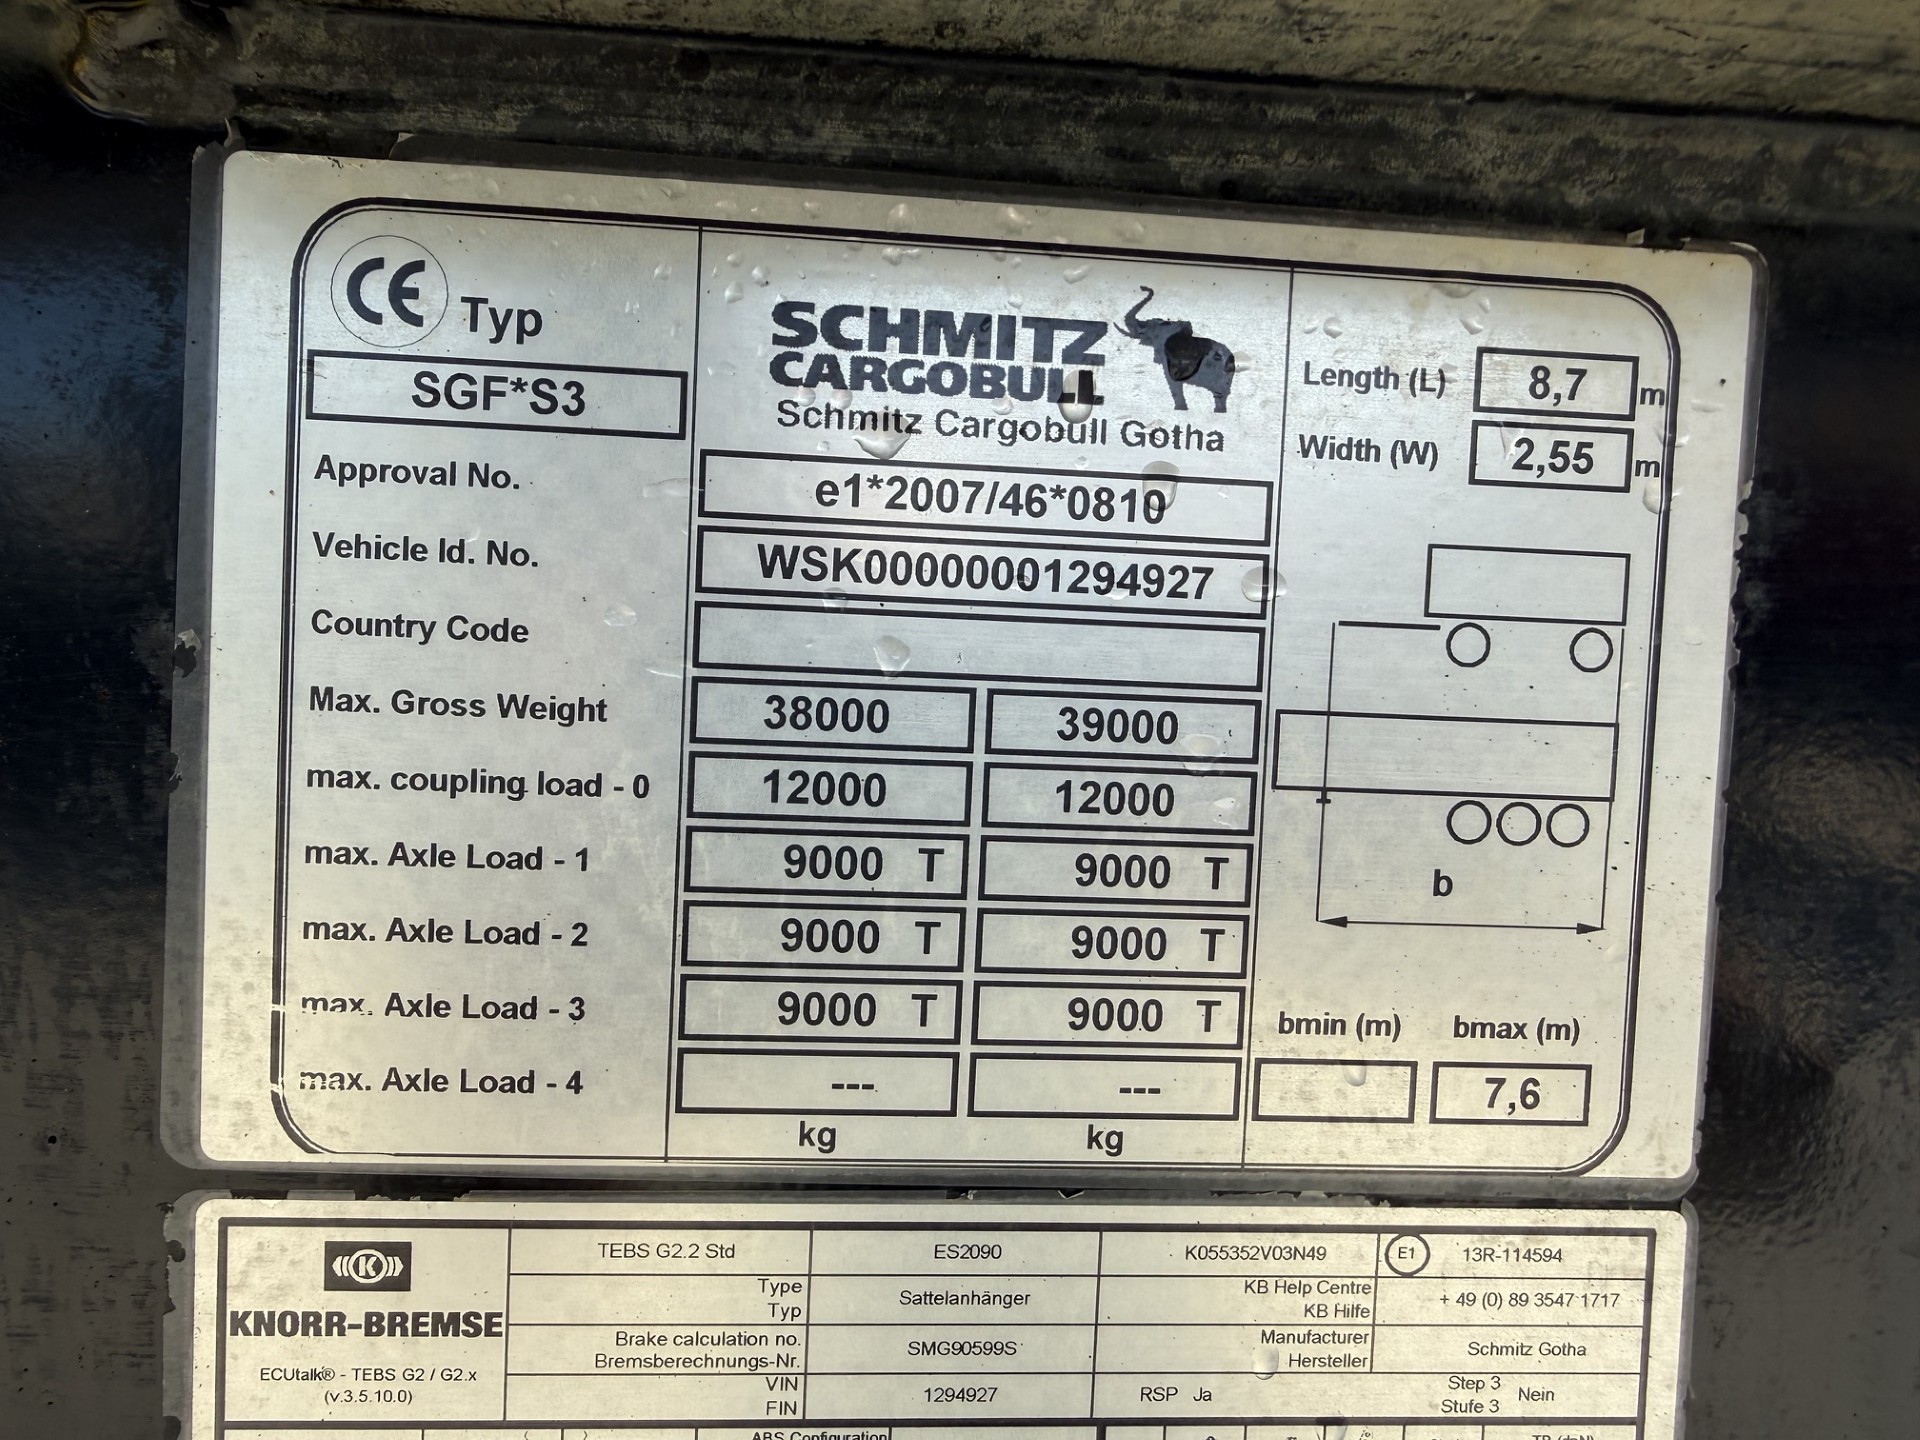 CE Typ
SGF*S3
SCHMITZ
CARGOBULL
Schmitz Cargobull Gotha
Length (L) 8,7 m
Width (W) 2,55 m
Approval No. e1*2007/46*0810
Vehicle Id. No. WSK00000001294927
Country Code
Max. Gross Weight 38000 39000
max. coupling load - 0 12000 12000
max. Axle Load - 1 9000 T 9000 T
max. Axle Load - 2 9000 T 9000 T
max. Axle Load - 3 9000 T 9000 T
max. Axle Load - 4 --- ---
kg kg
b
bmin (m) bmax (m)
7,6
K
KNORR-BREMSE
ECUtalk® - TEBS G2 / G2.x
(v.3.5.10.0)
TEBS G2.2 Std ES2090 K055352V03N49 E1 13R-114594
Type
Typ
Sattelanhänger
KB Help Centre
KB Hilfe
+ 49 (0) 89 3547 1717
Brake calculation no.
Bremsberechnungs-Nr.
SMG90599S
Manufacturer
Hersteller
Schmitz Gotha
VIN
FIN
1294927
RSP Ja
Step 3
Stufe 3
Nein
ABS Configuration